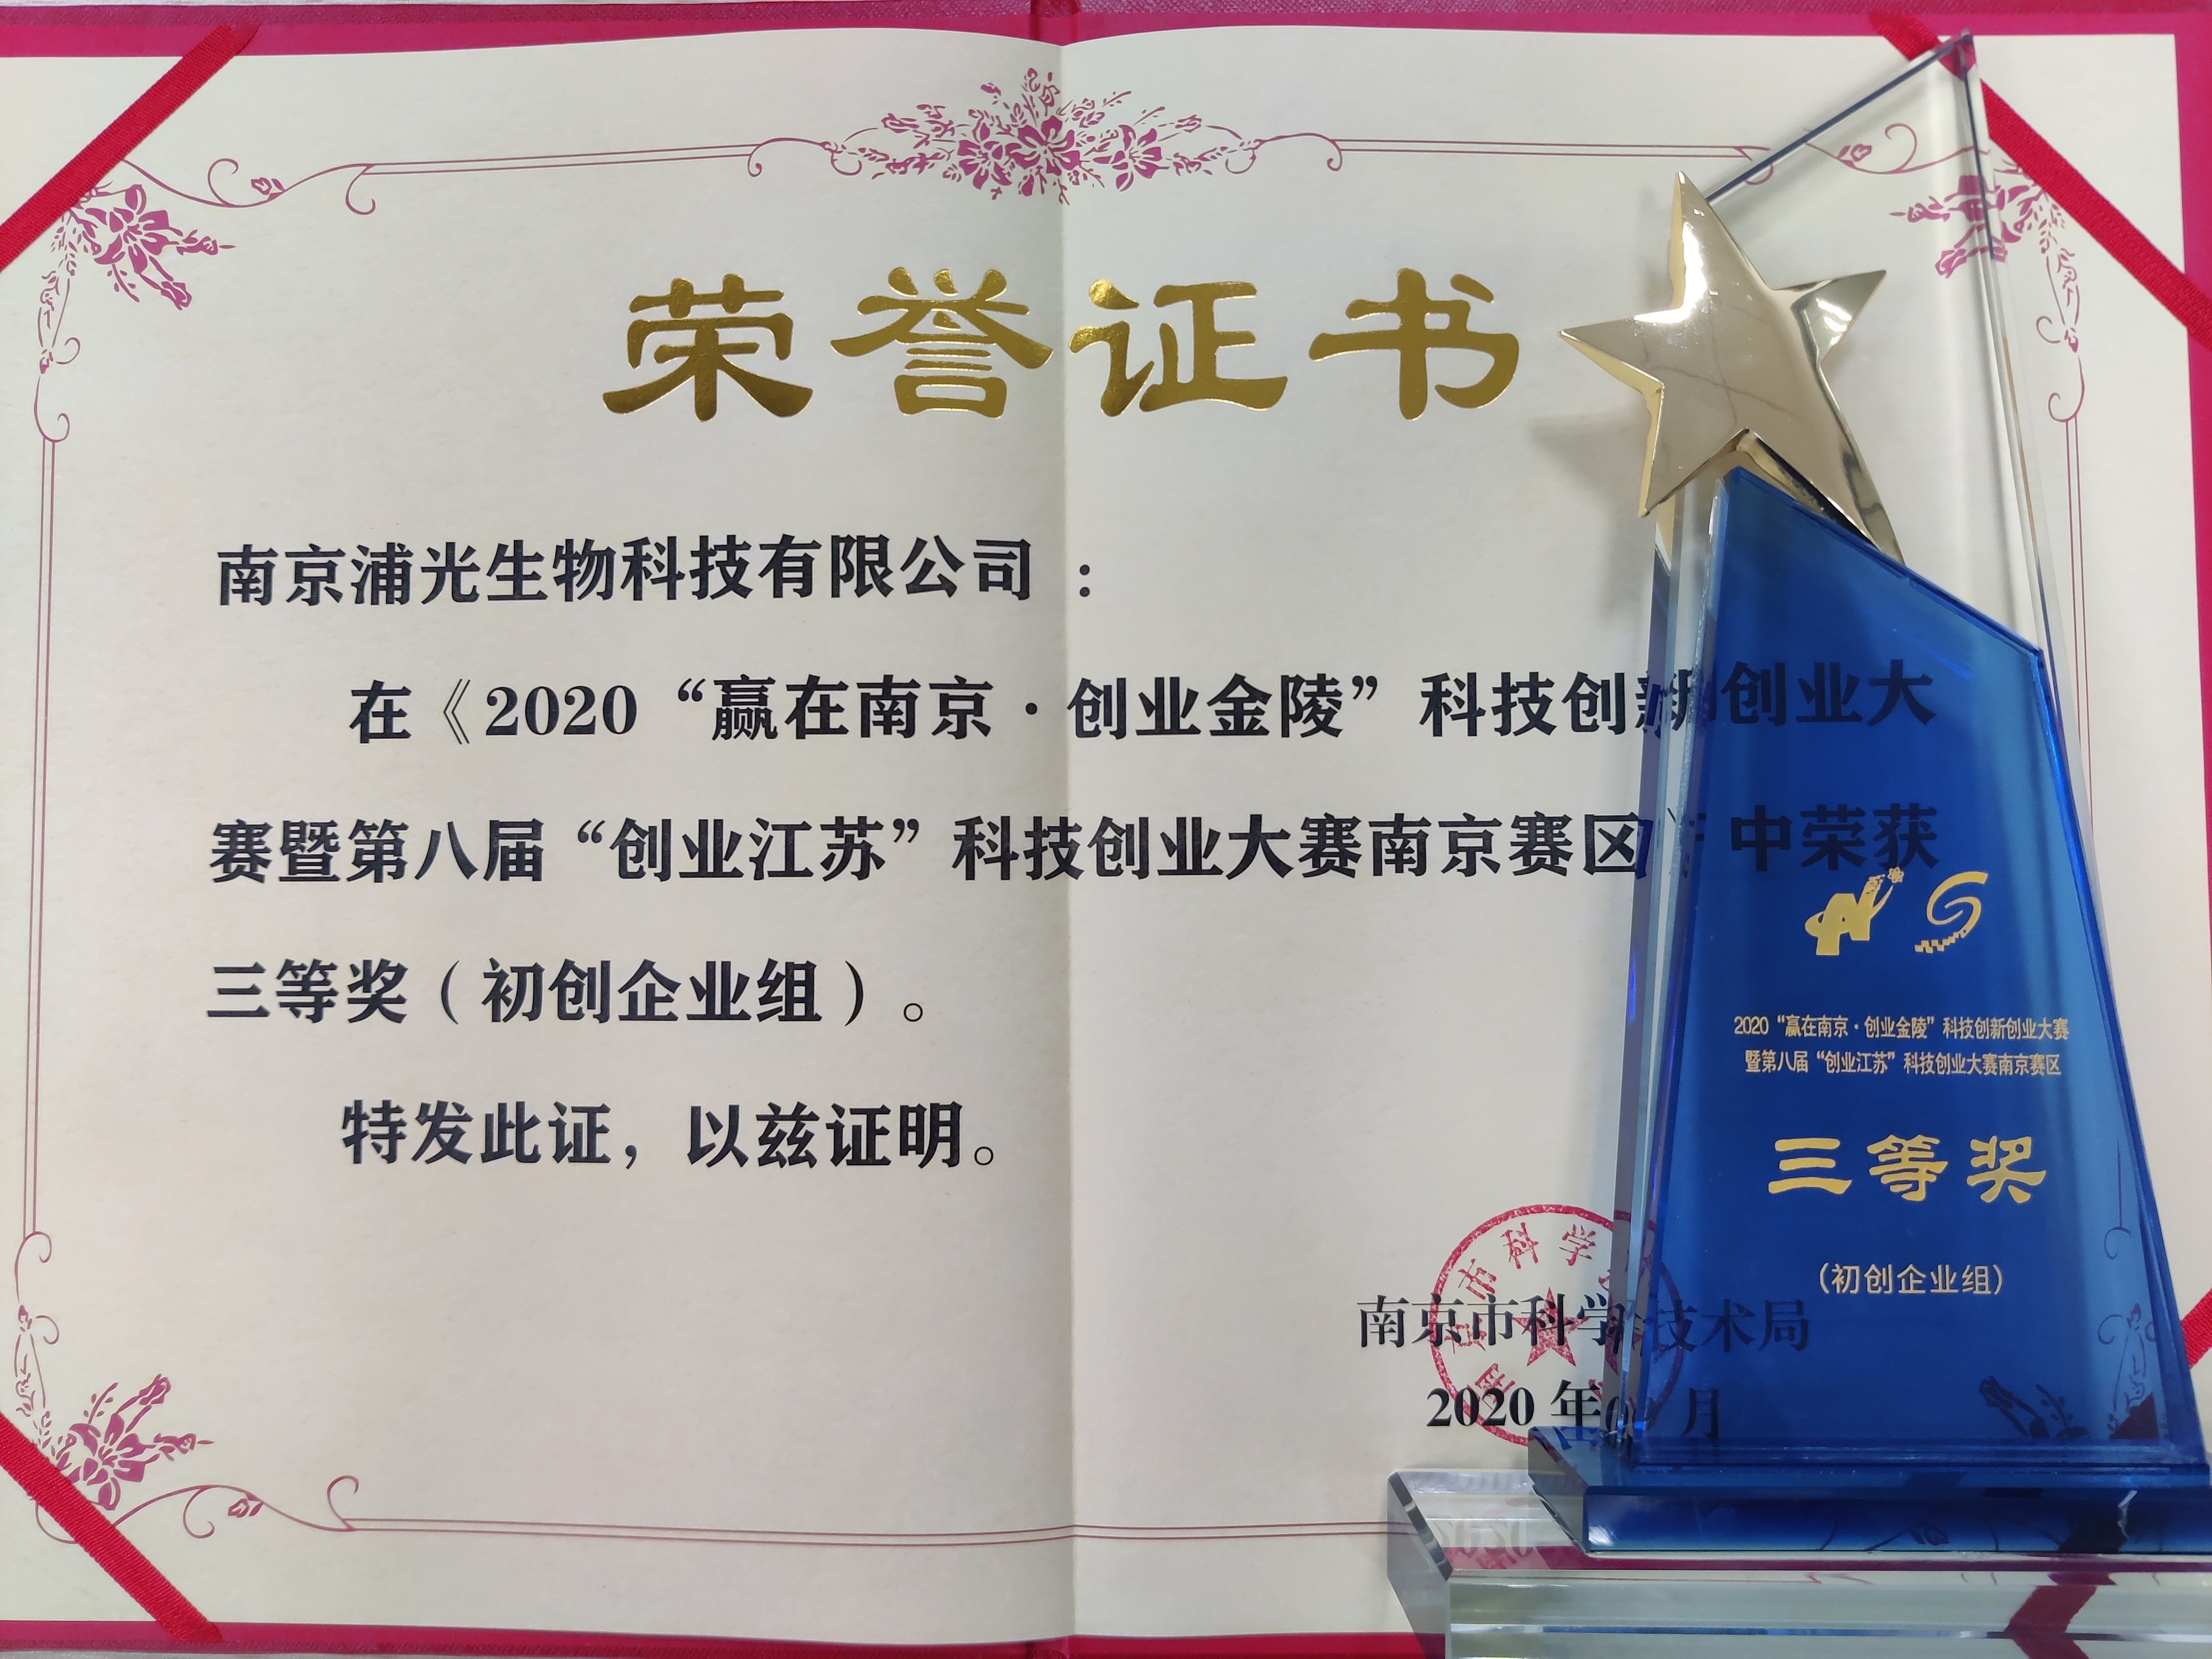 荣誉证书
南京浦光生物科技有限公司：
在《2020“赢在南京·创业金陵”科技创新创业大
赛暨第八届“创业江苏”科技创业大赛南京赛区》中荣获
三等奖（初创企业组）。
特发此证，以兹证明。
南京市科学技术局
2020 年 月
市科学
2020“赢在南京·创业金陵”科技创新创业大赛
暨第八届“创业江苏”科技创业大赛南京赛区
三等奖
(初创企业组)